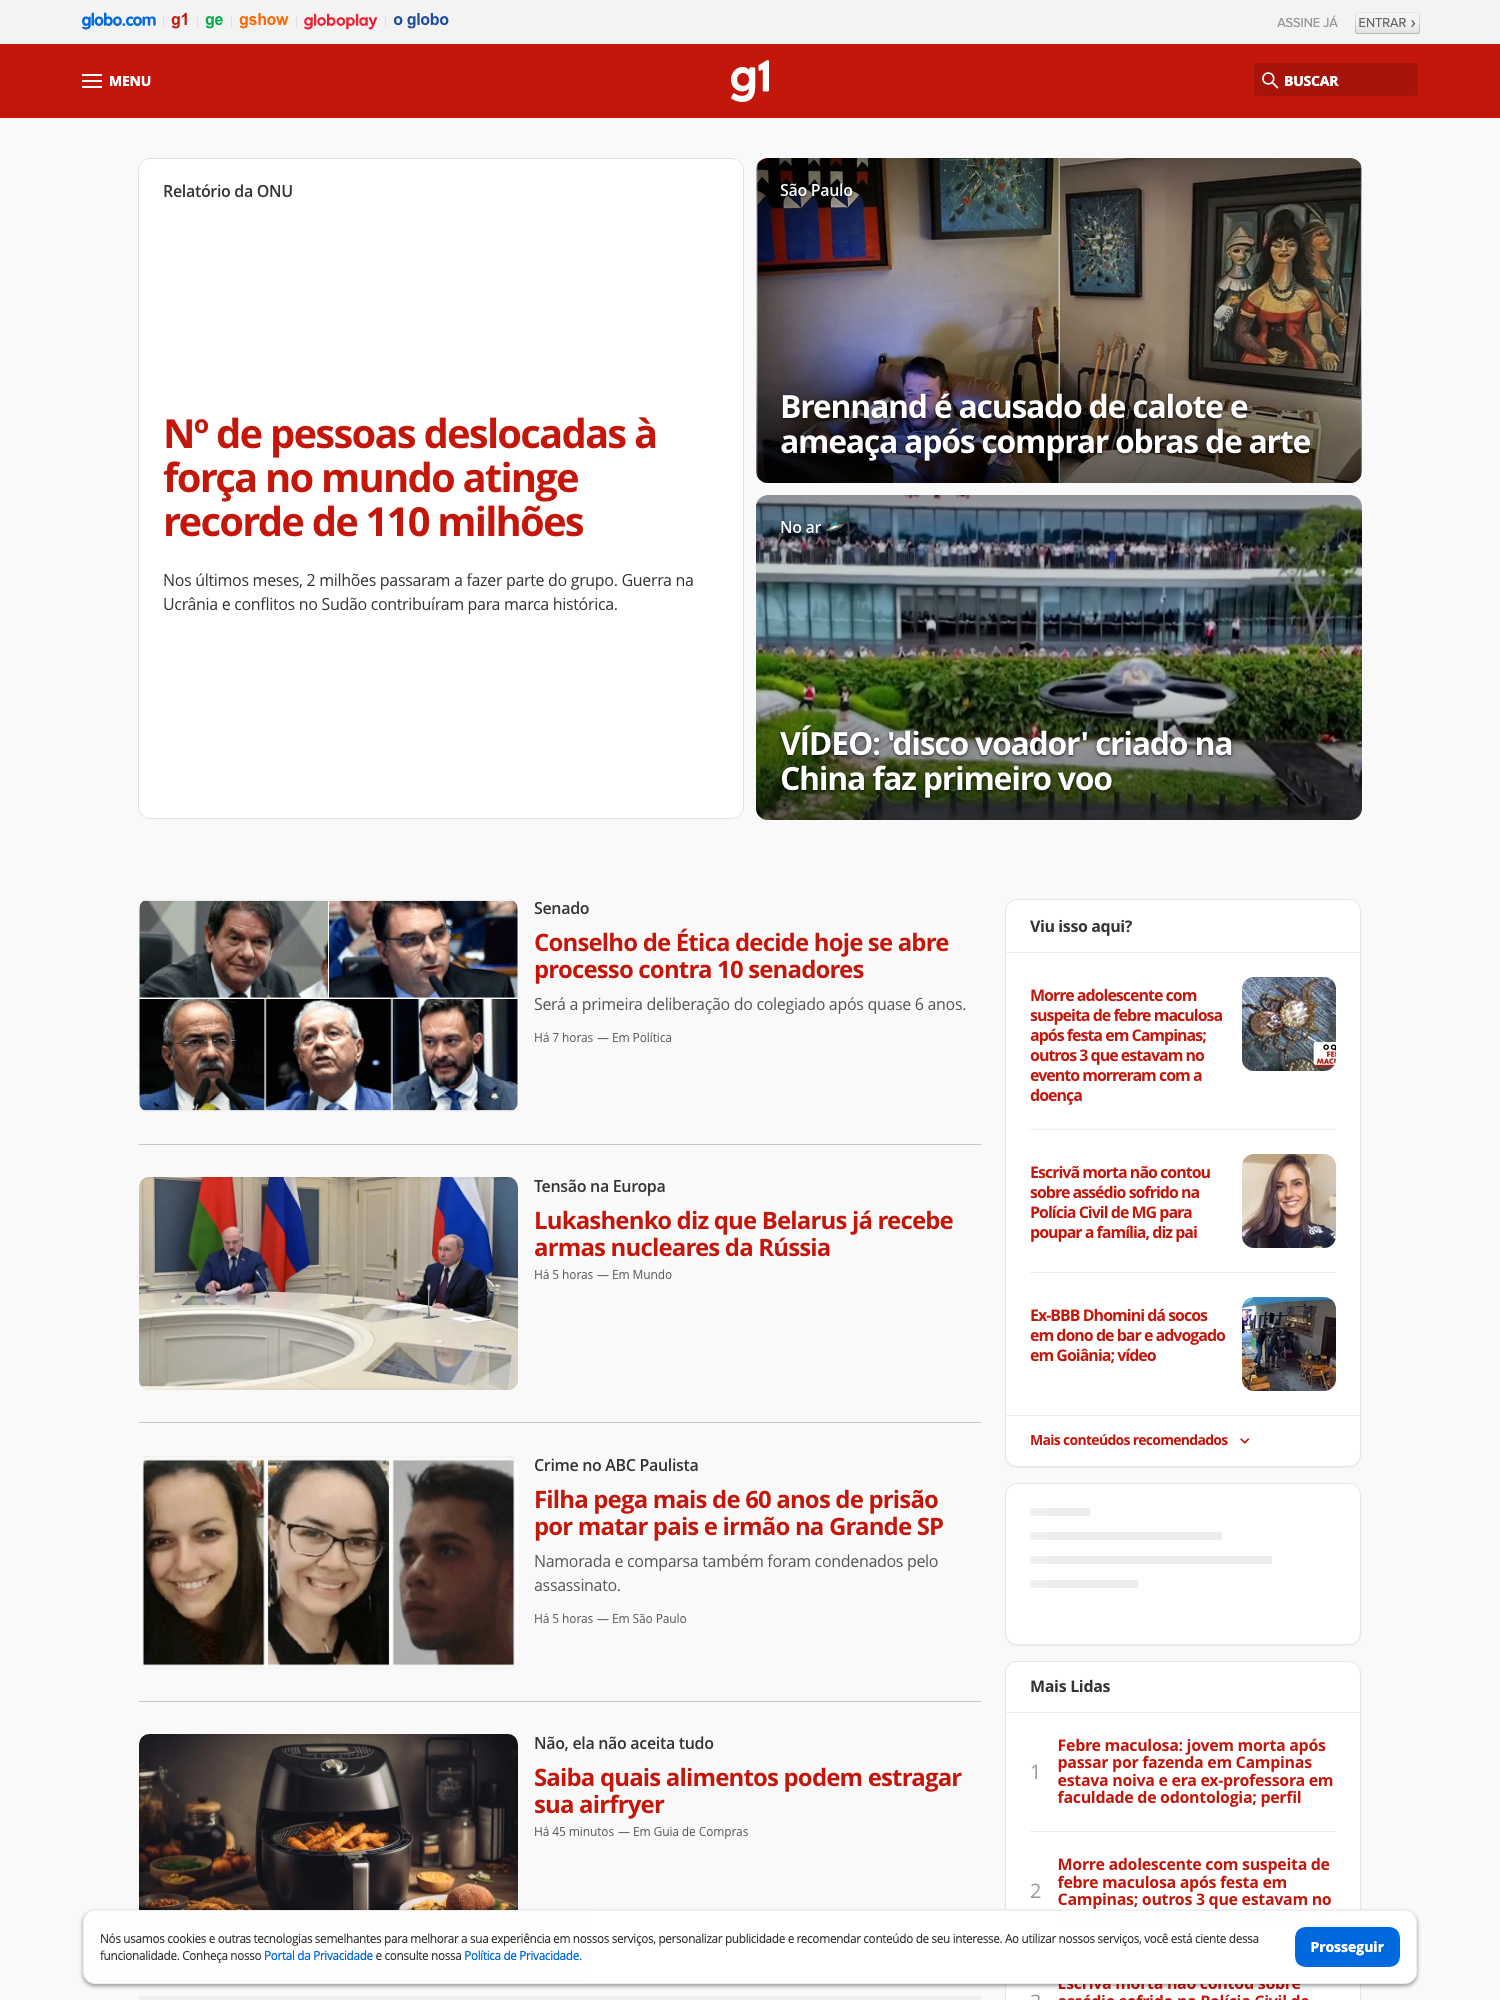 globo.com g1 ge gshow globoplay o globo
ASSINE JÁ ENTRAR ›
MENU
g1
BUSCAR
Relatório da ONU
Nº de pessoas deslocadas à
força no mundo atinge
recorde de 110 milhões
Nos últimos meses, 2 milhões passaram a fazer parte do grupo. Guerra na
Ucrânia e conflitos no Sudão contribuíram para marca histórica.
São Paulo
Brennand é acusado de calote e
ameaça após comprar obras de arte
No ar
VÍDEO: 'disco voador' criado na
China faz primeiro voo
Senado
Conselho de Ética decide hoje se abre
processo contra 10 senadores
Será a primeira deliberação do colegiado após quase 6 anos.
Há 7 horas — Em Política
Tensão na Europa
Lukashenko diz que Belarus já recebe
armas nucleares da Rússia
Há 5 horas — Em Mundo
Crime no ABC Paulista
Filha pega mais de 60 anos de prisão
por matar pais e irmão na Grande SP
Namorada e comparsa também foram condenados pelo
assassinato.
Há 5 horas — Em São Paulo
Não, ela não aceita tudo
Saiba quais alimentos podem estragar
sua airfryer
Há 45 minutos — Em Guia de Compras
Viu isso aqui?
Morre adolescente com
suspeita de febre maculosa
após festa em Campinas;
outros 3 que estavam no
evento morreram com a
doença
Escrivã morta não contou
sobre assédio sofrido na
Polícia Civil de MG para
poupar a família, diz pai
Ex-BBB Dhomini dá socos
em dono de bar e advogado
em Goiânia; vídeo
Mais conteúdos recomendados
Mais Lidas
1
Febre maculosa: jovem morta após
passar por fazenda em Campinas
estava noiva e era ex-professora em
faculdade de odontologia; perfil
2
Morre adolescente com suspeita de
febre maculosa após festa em
Campinas; outros 3 que estavam no
Escrivã morta não contou sobre
assédio sofrido na Polícia Civil de
Nós usamos cookies e outras tecnologias semelhantes para melhorar a sua experiência em nossos serviços, personalizar publicidade e recomendar conteúdo de seu interesse. Ao utilizar nossos serviços, você está ciente dessa
funcionalidade. Conheça nosso Portal da Privacidade e consulte nossa Política de Privacidade.
Prosseguir